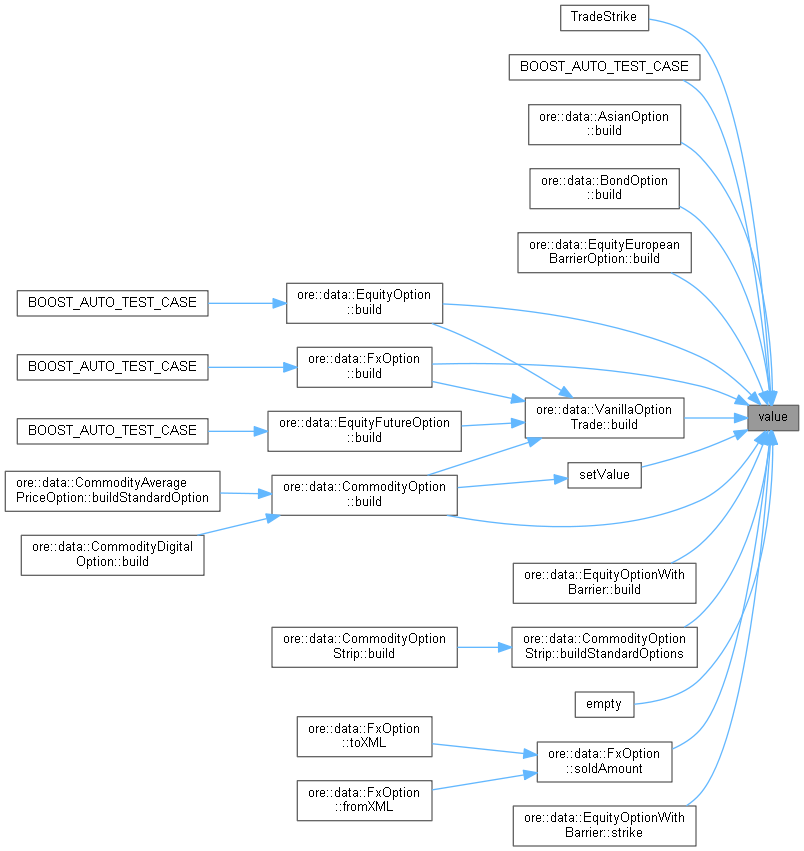 TradeStrike
BOOST_AUTO_TEST_CASE
ore::data::AsianOption
::build
ore::data::BondOption
::build
ore::data::EquityEuropean
BarrierOption::build
ore::data::EquityOption
::build
BOOST_AUTO_TEST_CASE
ore::data::FxOption
::build
BOOST_AUTO_TEST_CASE
ore::data::VanillaOption
Trade::build
value
ore::data::EquityFutureOption
::build
BOOST_AUTO_TEST_CASE
setValue
ore::data::CommodityAverage
PriceOption::buildStandardOption
ore::data::CommodityOption
::build
ore::data::CommodityDigital
Option::build
ore::data::EquityOptionWith
Barrier::build
ore::data::CommodityOption
Strip::build
ore::data::CommodityOption
Strip::buildStandardOptions
empty
ore::data::FxOption
::toXML
ore::data::FxOption
::soldAmount
ore::data::FxOption
::fromXML
ore::data::EquityOptionWith
Barrier::strike